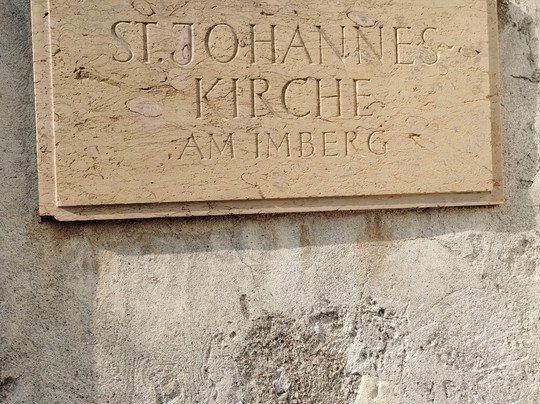 ST. JOHANNES
KIRCHE
AM IMBERG